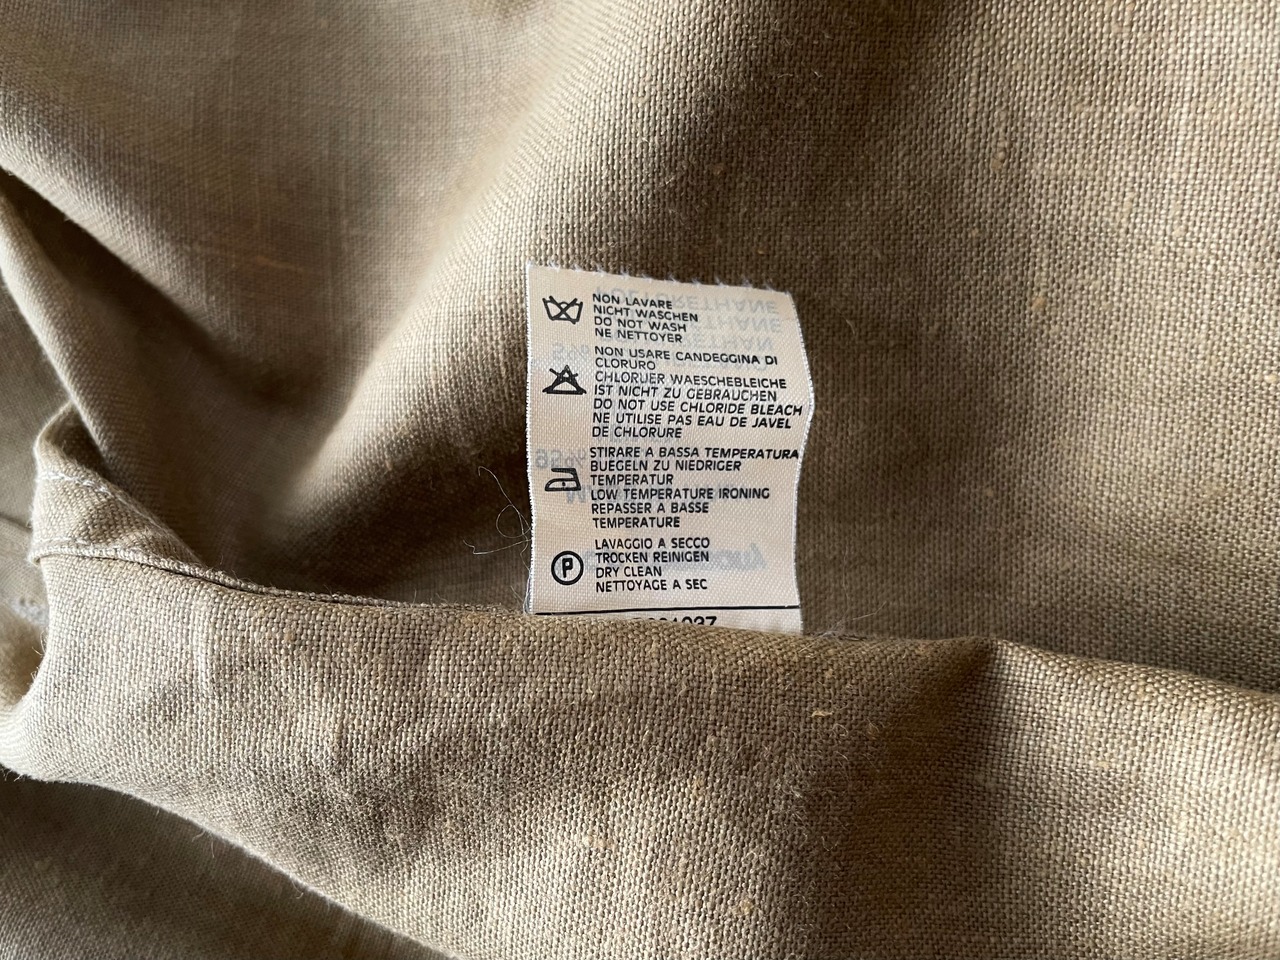 NON LAVARE
NICHT WASCHEN
DO NOT WASH
NE NETTOYER
NON USARE CANDEGGINA DI
CLORURO
CHLORUER WAESCHEBLEICHE
IST NICHT ZU GEBRAUCHEN
DO NOT USE CHLORIDE BLEACH
NE UTILISE PAS EAU DE JAVEL
DE CHLORURE
STIRARE A BASSA TEMPERATURA
BUEGELN ZU NIEDRIGER
TEMPERATUR
LOW TEMPERATURE IRONING
REPASSER A BASSE
TEMPERATURE
P
LAVAGGIO A SECCO
TROCKEN REINIGEN
DRY CLEAN
NETTOYAGE A SEC